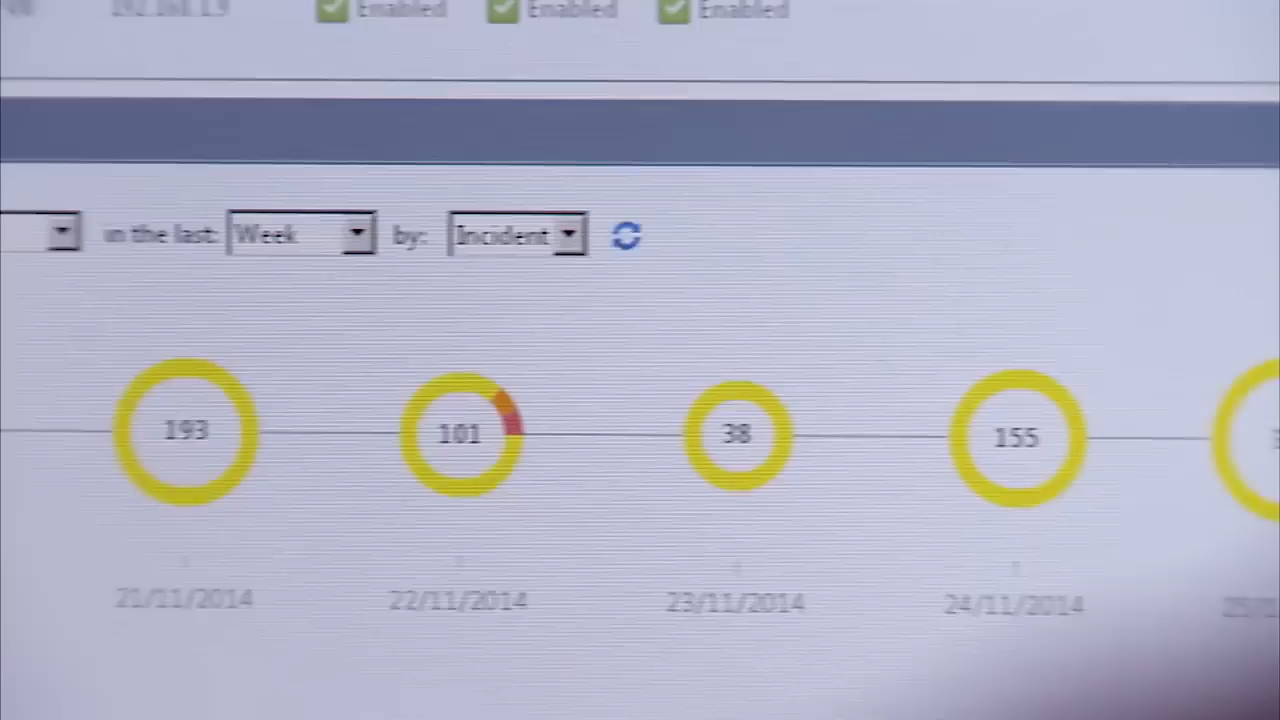 Enabled Enabled Enabled
in the last: Week by: Incident
193 101 38 155
21/11/2014 22/11/2014 23/11/2014 24/11/2014